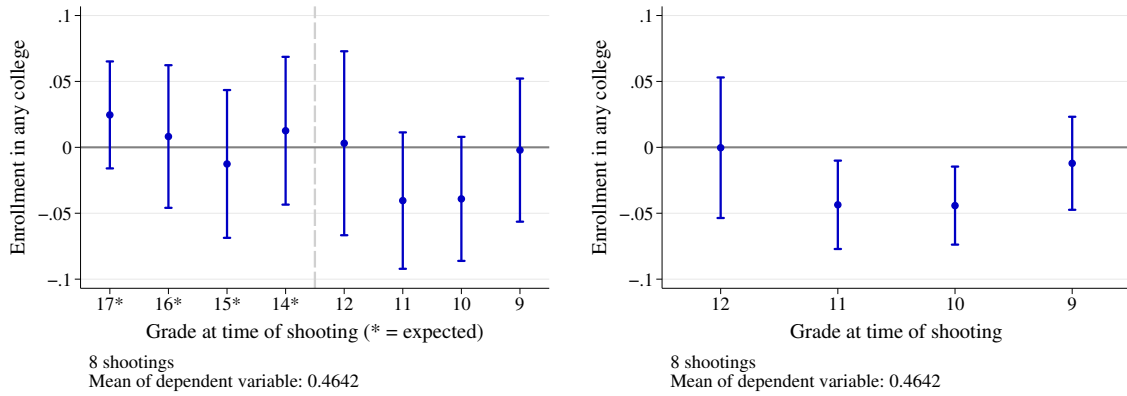 Enrollment in any college
.1
.05
0
−.05
−.1
17* 16* 15* 14* 12 11 10 9
Grade at time of shooting (* = expected)
8 shootings
Mean of dependent variable: 0.4642
Enrollment in any college
.1
.05
0
−.05
−.1
12 11 10 9
Grade at time of shooting
8 shootings
Mean of dependent variable: 0.4642